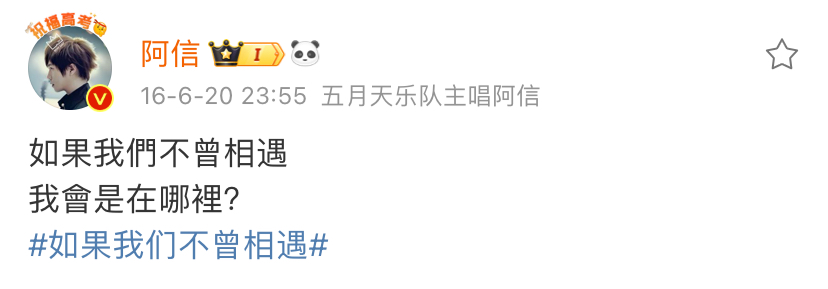 祝福高考
阿信 I
16-6-20 23:55 五月天乐队主唱阿信
如果我們不曾相遇
我會是在哪裡?
#如果我们不曾相遇#